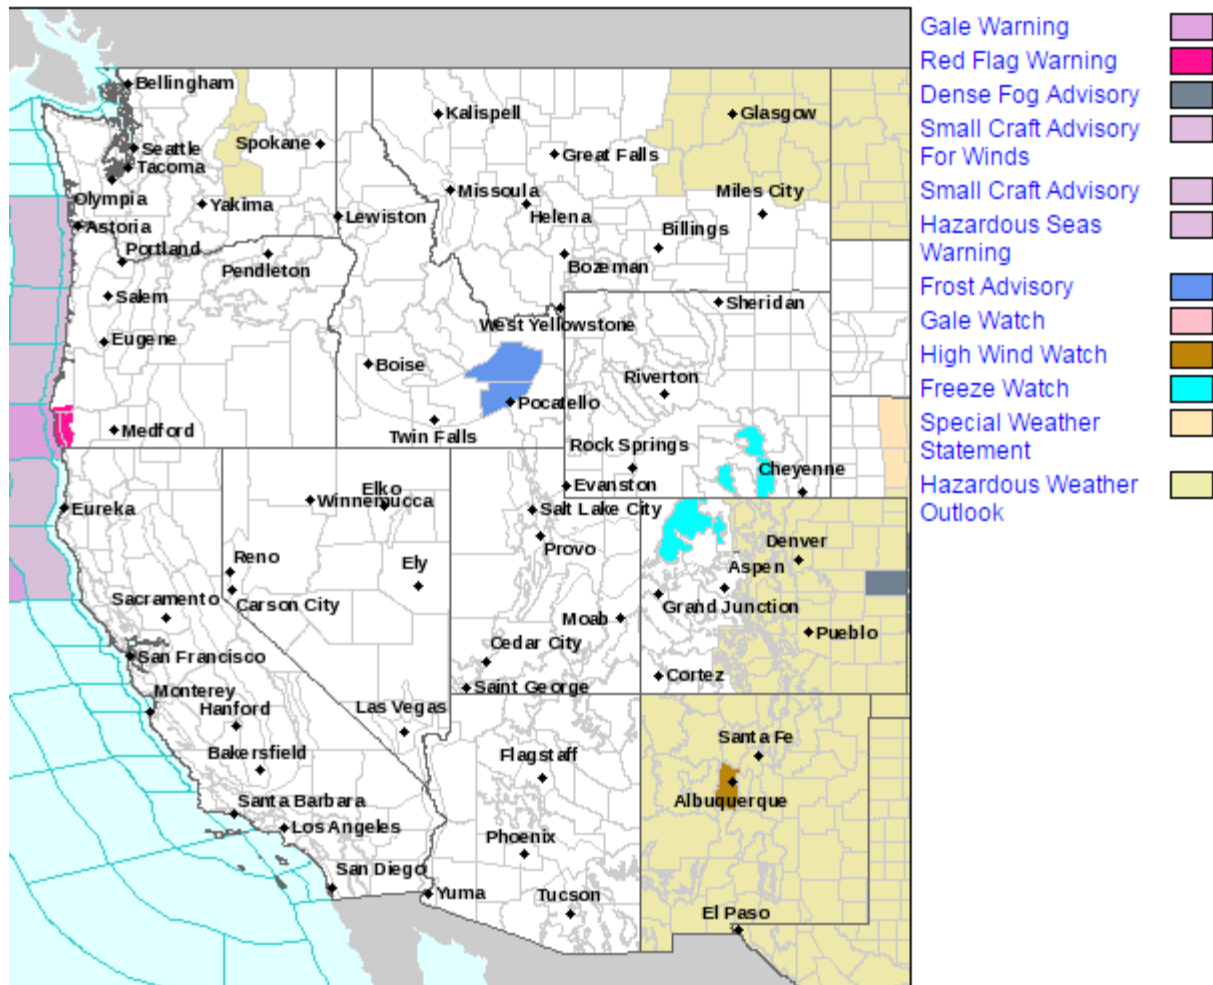 Bellingham
Kalispell
Glasgow
Seattle
Spokane
Great Falls
Tacoma
Missoula
Miles City
Olympia
Yakima
Lewiston
Helena
Astoria
Billings
Portland
Pendleton
Bozeman
Salem
Sheridan
West Yellowstone
Eugene
Boise
Riverton
Pocatello
Medford
Twin Falls
Rock Springs
Cheyenne
Evanston
Elko
Winnemucca
Eureka
Salt Lake City
Denver
Provo
Reno
Ely
Aspen
Sacramento
Carson City
Grand Junction
Moab
Pueblo
San Francisco
Cedar City
Cortez
Saint George
Monterey
Hanford
Las Vegas
Santa Fe
Bakersfield
Flagstaff
Albuquerque
Santa Barbara
Los Angeles
Phoenix
San Diego
Yuma
Tucson
El Paso
Gale Warning
Red Flag Warning
Dense Fog Advisory
Small Craft Advisory
For Winds
Small Craft Advisory
Hazardous Seas
Warning
Frost Advisory
Gale Watch
High Wind Watch
Freeze Watch
Special Weather
Statement
Hazardous Weather
Outlook